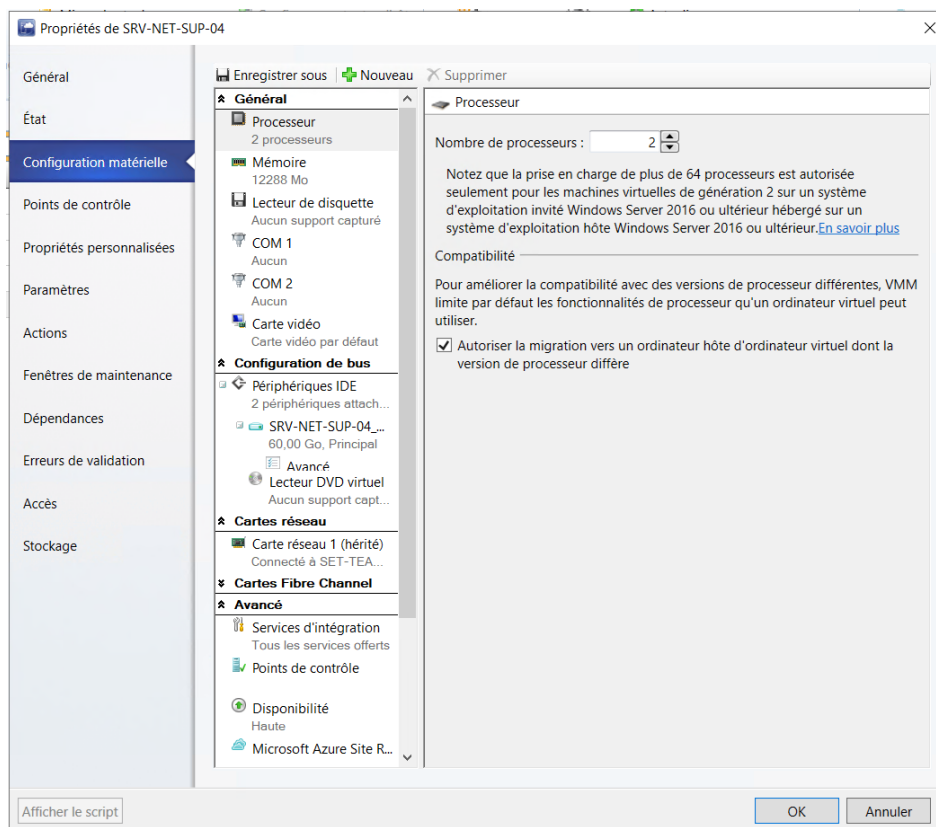 Propriétés de SRV-NET-SUP-04
Général
État
Configuration matérielle
Points de contrôle
Propriétés personnalisées
Paramètres
Actions
Fenêtres de maintenance
Dépendances
Erreurs de validation
Accès
Stockage
Enregistrer sous Nouveau Supprimer
Général
Processeur
2 processeurs
Mémoire
12288 Mo
Lecteur de disquette
Aucun support capturé
COM 1
Aucun
COM 2
Aucun
Carte vidéo
Carte vidéo par défaut
Configuration de bus
Périphériques IDE
2 périphériques attach...
SRV-NET-SUP-04_...
60,00 Go, Principal
Avancé
Lecteur DVD virtuel
Aucun support capt...
Cartes réseau
Carte réseau 1 (hérité)
Connecté à SET-TEA...
Cartes Fibre Channel
Avancé
Services d'intégration
Tous les services offerts
Points de contrôle
Disponibilité
Haute
Microsoft Azure Site R...
Processeur
Nombre de processeurs : 2
Notez que la prise en charge de plus de 64 processeurs est autorisée
seulement pour les machines virtuelles de génération 2 sur un système
d'exploitation invité Windows Server 2016 ou ultérieur hébergé sur un
système d'exploitation hôte Windows Server 2016 ou ultérieur.En savoir plus
Compatibilité
Pour améliorer la compatibilité avec des versions de processeur différentes, VMM
limite par défaut les fonctionnalités de processeur qu'un ordinateur virtuel peut
utiliser.
Autoriser la migration vers un ordinateur hôte d'ordinateur virtuel dont la
version de processeur diffère
Afficher le script
OK Annuler